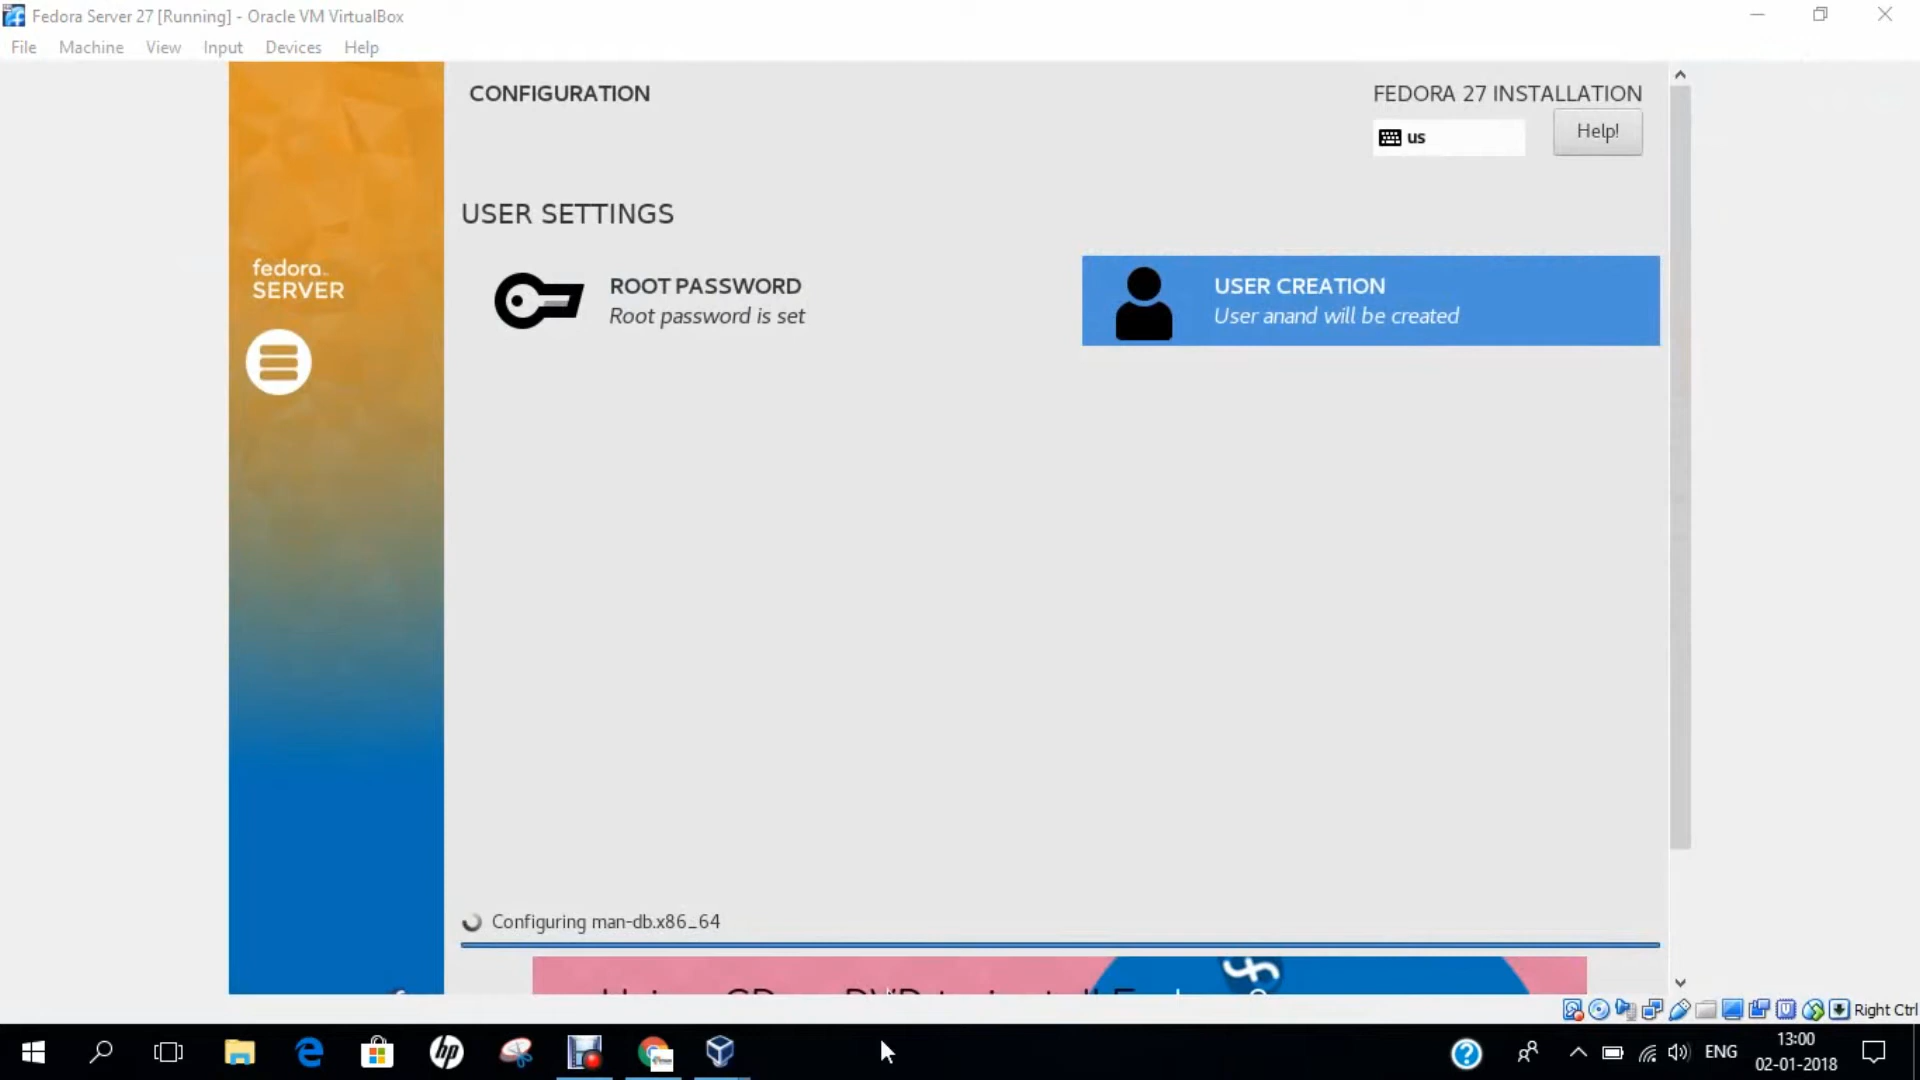 Fedora Server 27 [Running] - Oracle VM VirtualBox
File Machine View Input Devices Help
CONFIGURATION
FEDORA 27 INSTALLATION
us
Help!
USER SETTINGS
fedora
SERVER
ROOT PASSWORD
Root password is set
USER CREATION
User anand will be created
Configuring man-db.x86_64
Right Ctrl
hp
ENG
13:00
02-01-2018